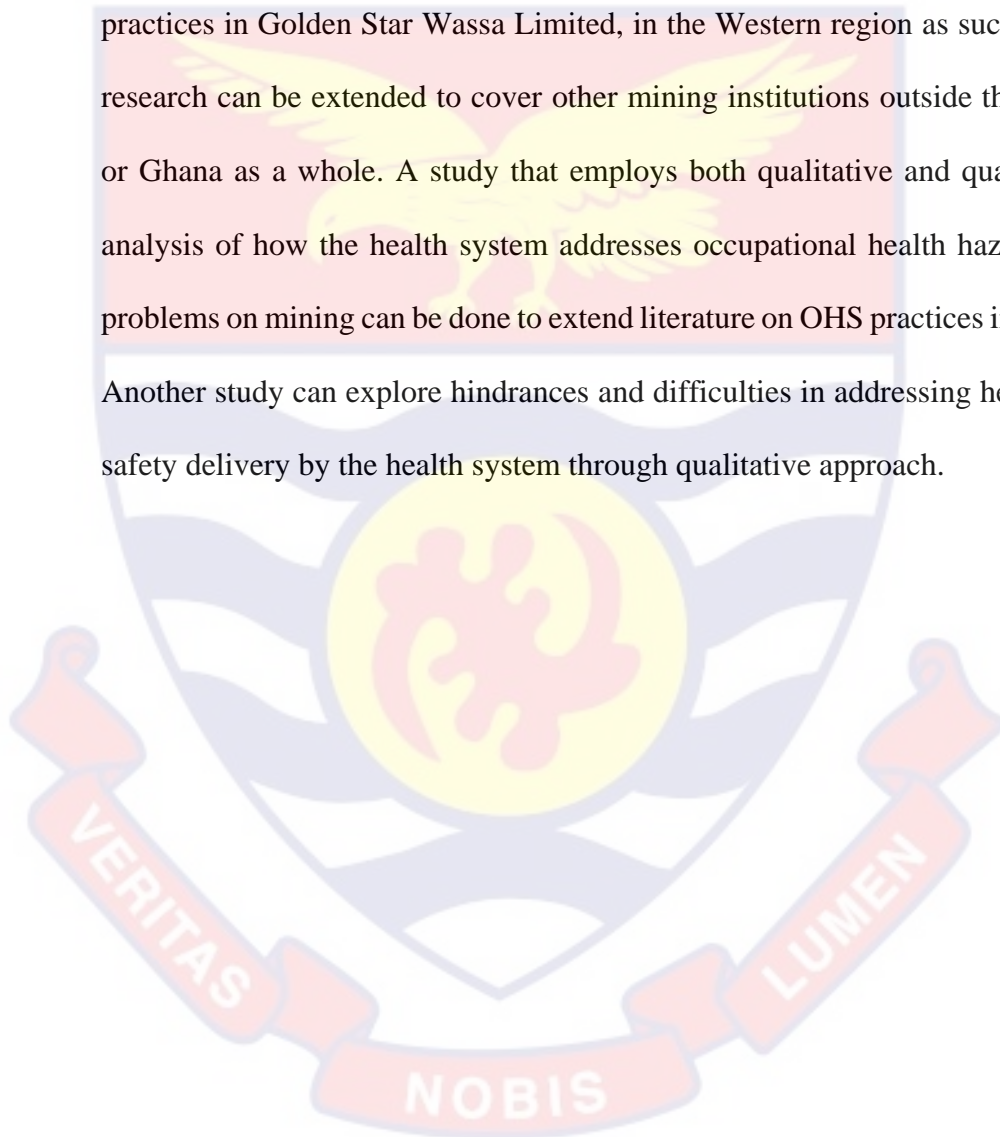 practices in Golden Star Wassa Limited, in the Western region as suc
research can be extended to cover other mining institutions outside th
or Ghana as a whole. A study that employs both qualitative and qua
analysis of how the health system addresses occupational health haz
problems on mining can be done to extend literature on OHS practices i
Another study can explore hindrances and difficulties in addressing he
safety delivery by the health system through qualitative approach.
VERITAS
NOBIS
LUMEN